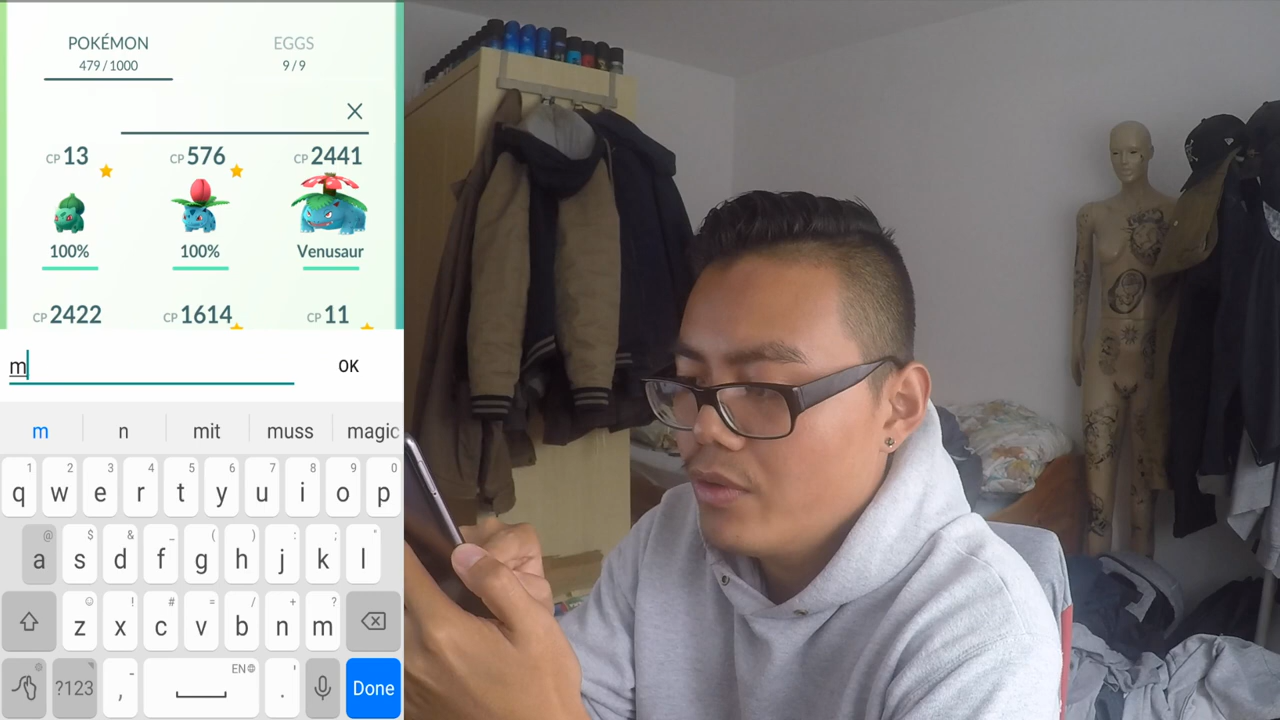 POKÉMON EGGS
479 / 1000 9 / 9
CP 13 CP 576 CP 2441
100% 100% Venusaur
CP 2422 CP 1614 CP 11
m OK
m n mit muss magic
1 2 3 4 5 6 7 8 9 0
q w e r t y u i o p
@ $ & _ ( ) : ; "
a s d f g h j k l
! # = / + ?
z x c v b n m
EN
?123 , . Done